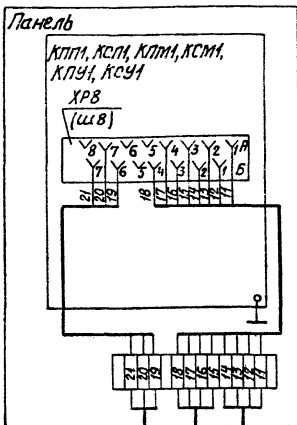 Панель
КПП1, КСП1, КПМ1, КСМ1,
КПУ1, КСУ1
ХР8
(Ш8)
8 7 6 5 4 3 2 1 А
7 6 5 4 3 2 1 Б
21 20 19 18 17 16 15 14 13 12 11
21 20 19 18 17 16 15 14 13 12 11